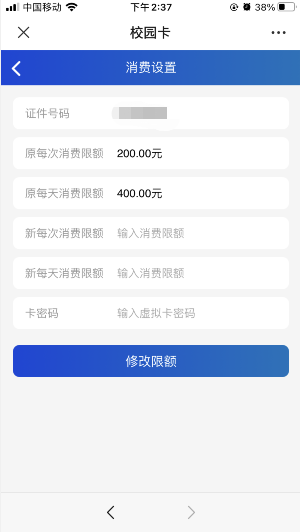 中国移动 下午 2:37 38%
校园卡
消费设置
证件号码
原每次消费限额 200.00元
原每天消费限额 400.00元
新每次消费限额 输入消费限额
新每天消费限额 输入消费限额
卡密码 输入虚拟卡密码
修改限额